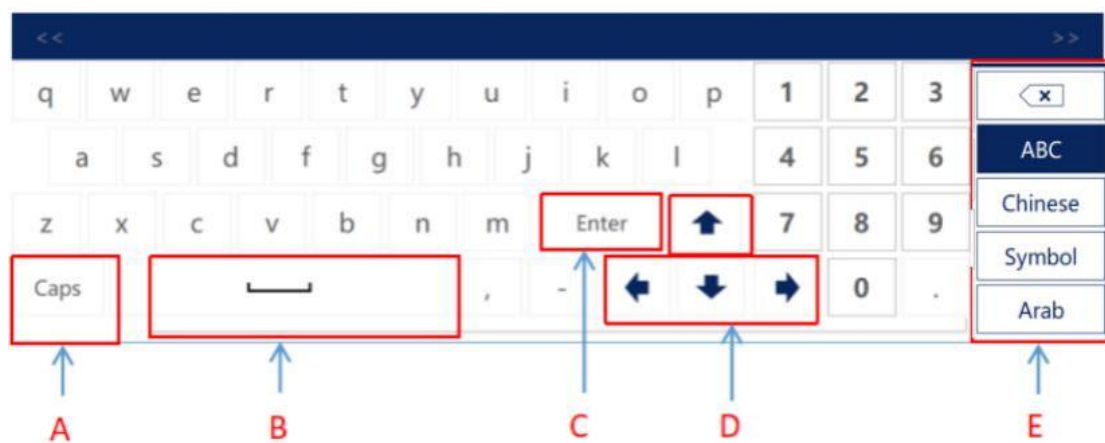 << >>
q w e r t y u i o p 1 2 3
a s d f g h j k l 4 5 6 ABC
z x c v b n m Enter 7 8 9 Chinese
Symbol
Caps , - 0 . Arab
A B C D E